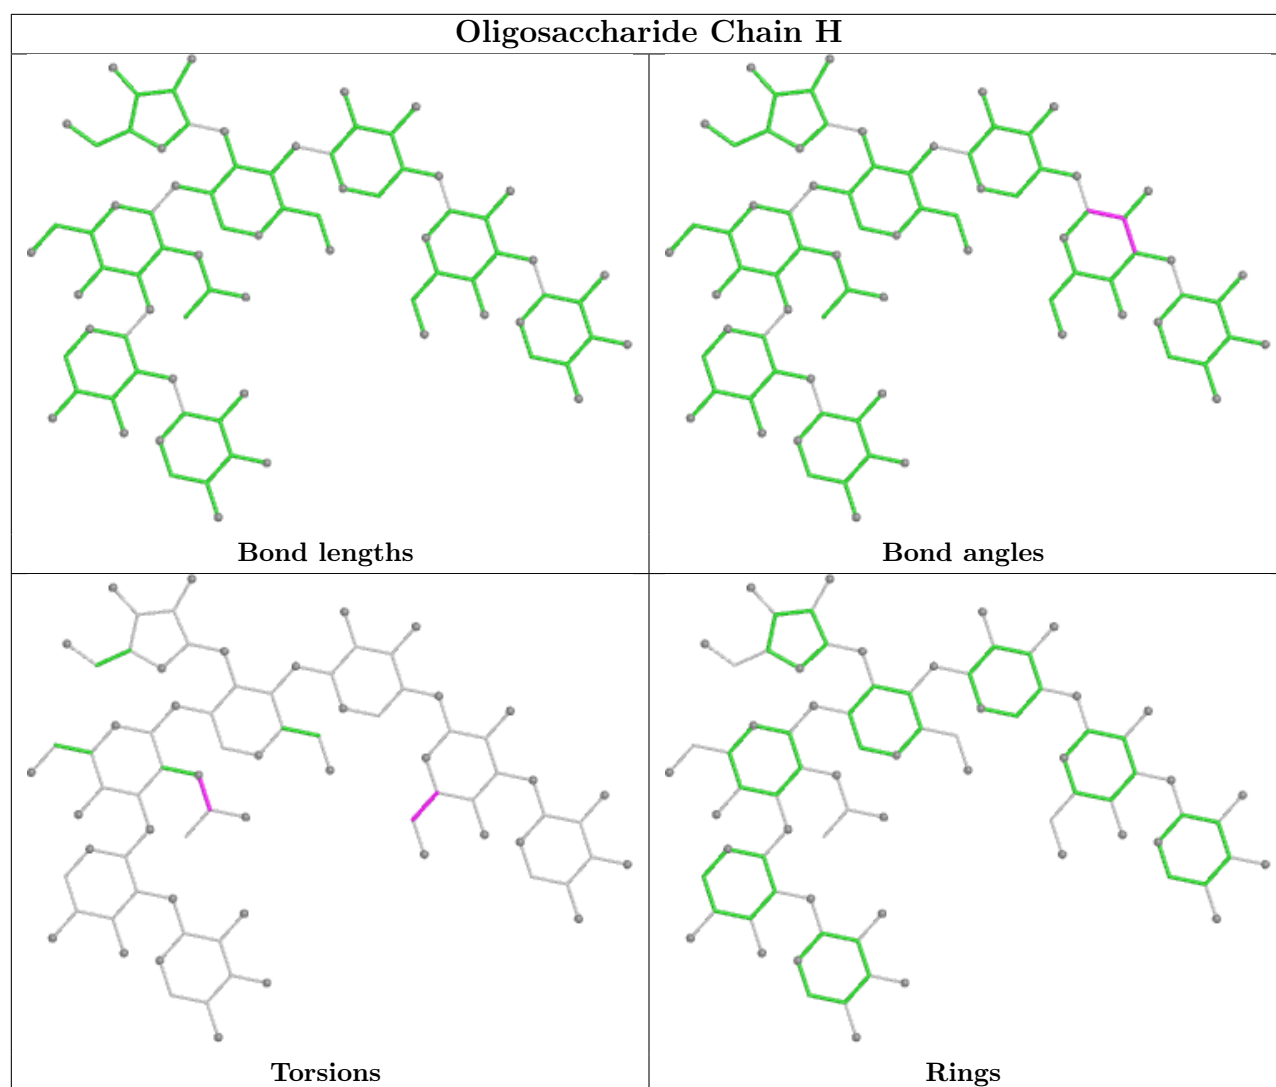 Oligosaccharide Chain H
Bond lengths
Bond angles
Torsions
Rings